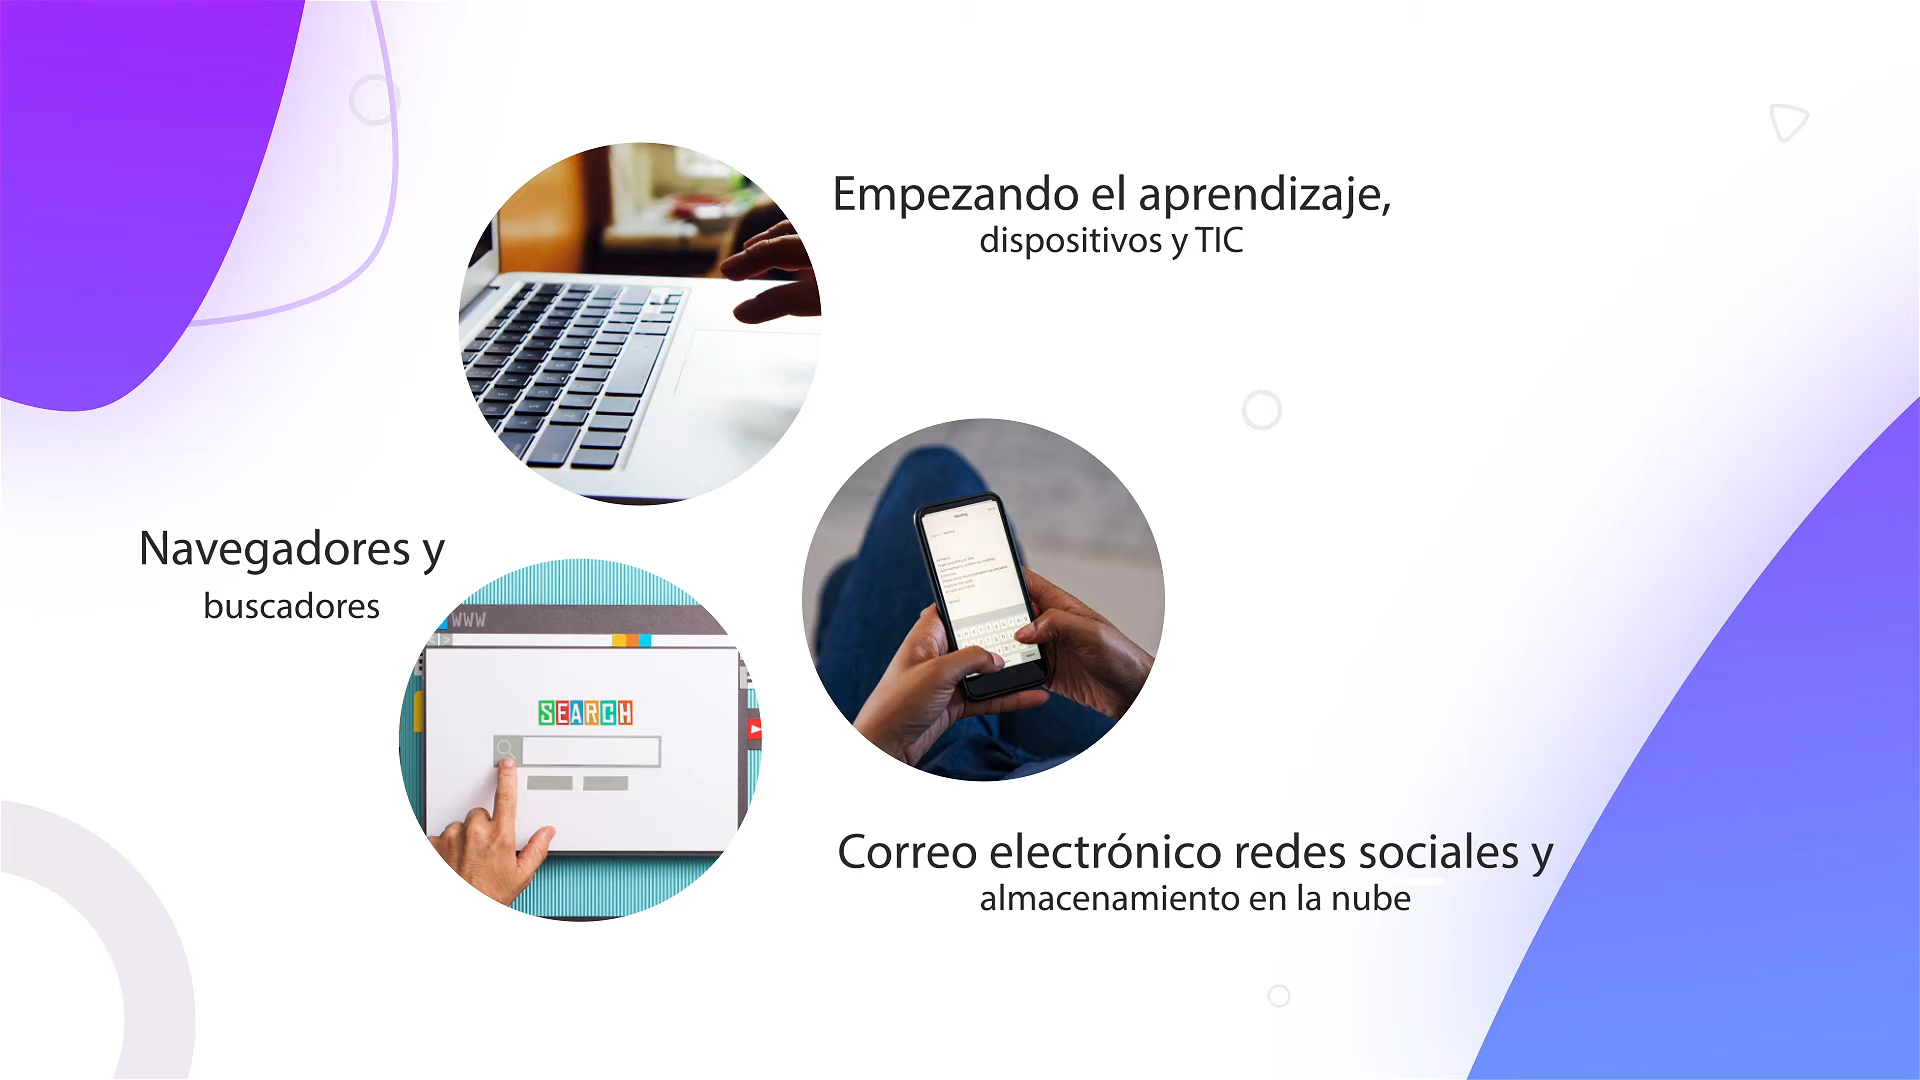 Empezando el aprendizaje,
dispositivos y TIC
Navegadores y
buscadores
WWW
SEARCH
Correo electrónico redes sociales y
almacenamiento en la nube